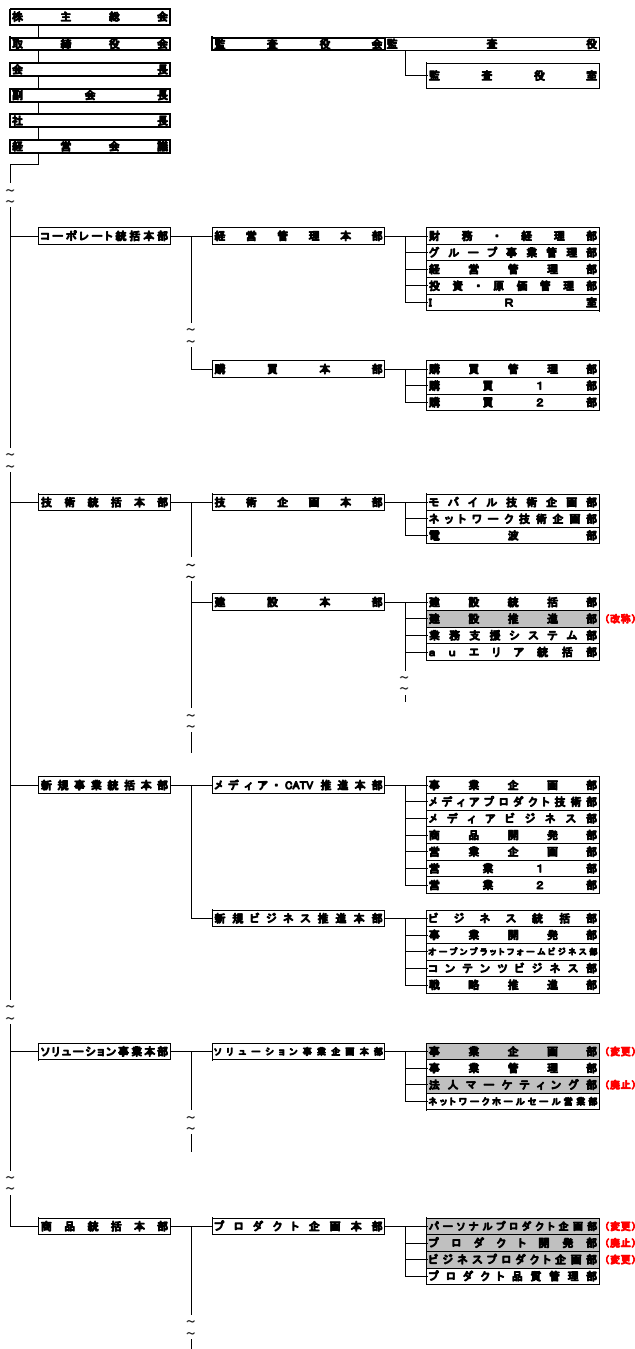 株主総会
取締役会 監査役会 監査役
会長 監査役室
副会長
社長
経営会議
～
～
コーポレート統括本部 経営管理本部 財務・経理部
グループ事業管理部
経営管理部
投資・原価管理部
IR室
～
～
購買本部 購買管理部
購買1部
購買2部
～
～
技術統括本部 技術企画本部 モバイル技術企画部
ネットワーク技術企画部
電波部
～
～
建設本部 建設統括部
建設推進部 (改称)
業務支援システム部
auエリア統括部
～
～
～
～
新規事業統括本部 メディア・CATV推進本部 事業企画部
メディアプロダクト技術部
メディアビジネス部
商品開発部
営業企画部
営業1部
営業2部
新規ビジネス推進本部 ビジネス統括部
事業開発部
オープンプラットフォームビジネス部
コンテンツビジネス部
戦略推進部
～
～
ソリューション事業本部 ソリューション事業企画本部 事業企画部 (変更)
事業管理部
法人マーケティング部 (廃止)
ネットワークホールセール営業部
～
～
～
～
商品統括本部 プロダクト企画本部 パーソナルプロダクト企画部 (変更)
プロダクト開発部 (廃止)
ビジネスプロダクト企画部 (変更)
プロダクト品質管理部
～
～